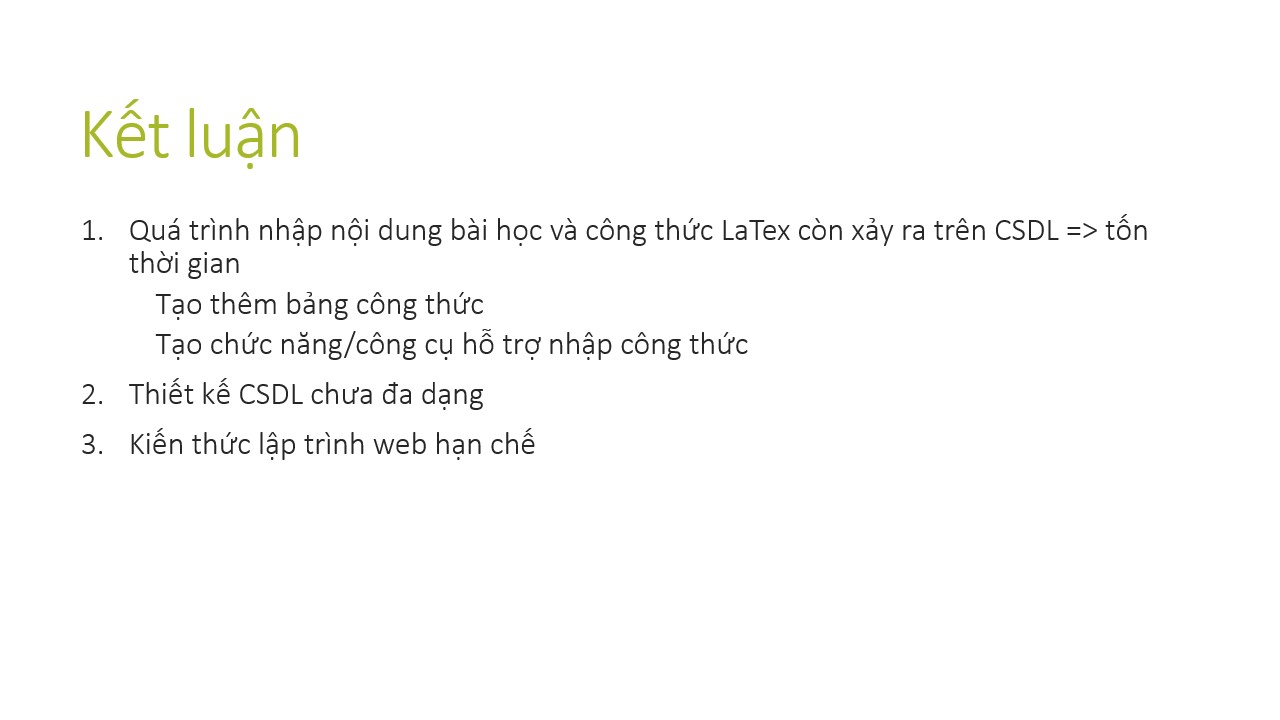 Kết luận
1. Quá trình nhập nội dung bài học và công thức LaTex còn xảy ra trên CSDL => tốn
thời gian
Tạo thêm bảng công thức
Tạo chức năng/công cụ hỗ trợ nhập công thức
2. Thiết kế CSDL chưa đa dạng
3. Kiến thức lập trình web hạn chế